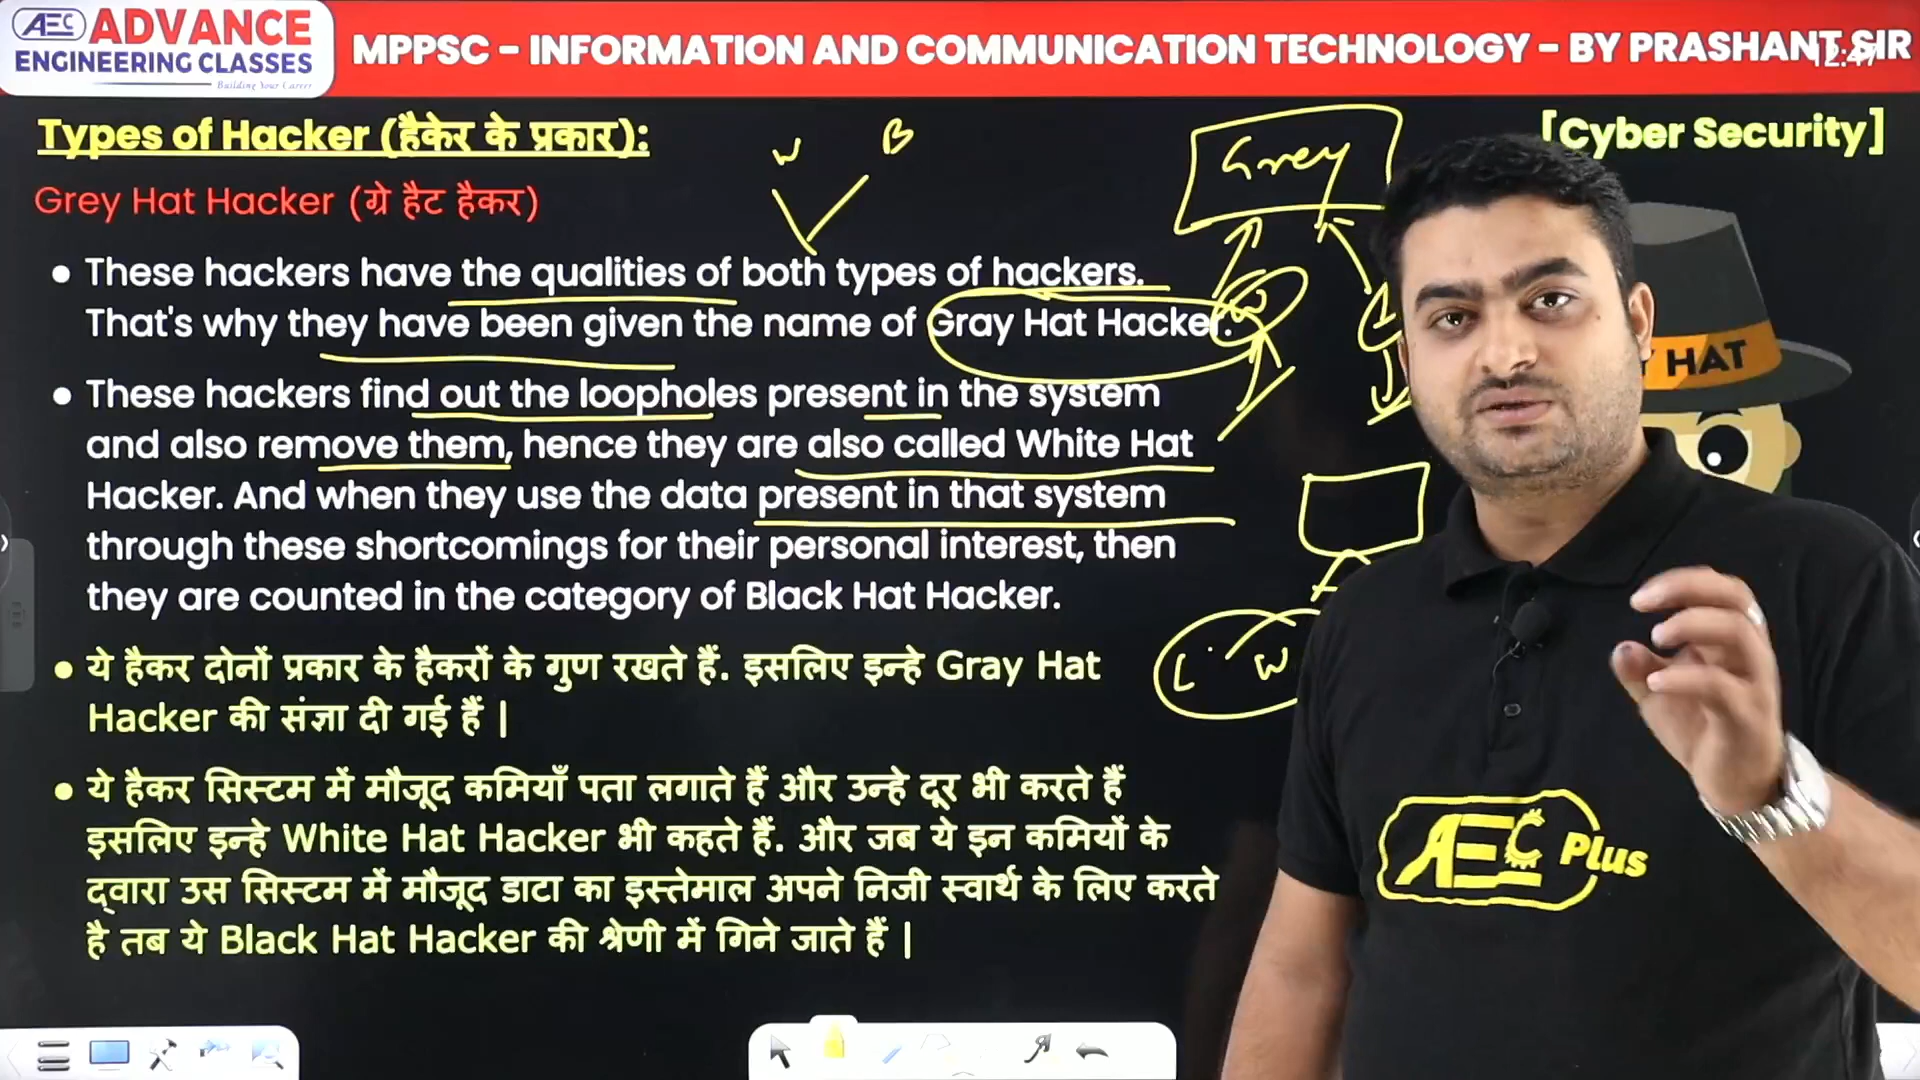 AEC ADVANCE
ENGINEERING CLASSES
Building Your Career
MPPSC - INFORMATION AND COMMUNICATION TECHNOLOGY - BY PRASHANT SIR
12:47
Types of Hacker (हैकेर के प्रकार):
[Cyber Security]
W B
Grey
Grey Hat Hacker (ग्रे हैट हैकर)
● These hackers have the qualities of both types of hackers.
That's why they have been given the name of Gray Hat Hacker.
W
HAT
● These hackers find out the loopholes present in the system
and also remove them, hence they are also called White Hat
Hacker. And when they use the data present in that system
through these shortcomings for their personal interest, then
they are counted in the category of Black Hat Hacker.
● ये हैकर दोनों प्रकार के हैकरों के गुण रखते हैं. इसलिए इन्हे Gray Hat
Hacker की संज्ञा दी गई हैं |
L W
● ये हैकर सिस्टम में मौजूद कमियाँ पता लगाते हैं और उन्हे दूर भी करते हैं
इसलिए इन्हे White Hat Hacker भी कहते हैं. और जब ये इन कमियों के
द्वारा उस सिस्टम में मौजूद डाटा का इस्तेमाल अपने निजी स्वार्थ के लिए करते
है तब ये Black Hat Hacker की श्रेणी में गिने जाते हैं |
AEC Plus